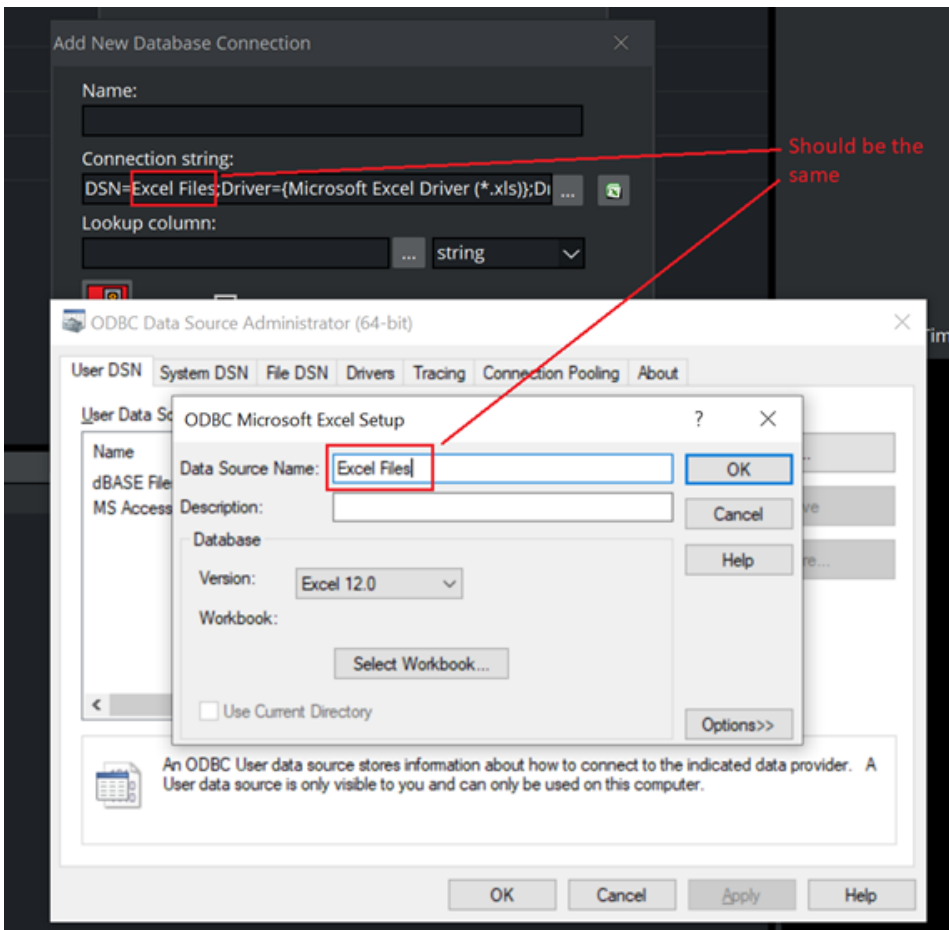 Add New Database Connection
Name:
Connection string:
Should be the
same
DSN=Excel Files;Driver={Microsoft Excel Driver (*.xls)};
...
Lookup column:
...
string
ODBC Data Source Administrator (64-bit)
User DSN System DSN File DSN Drivers Tracing Connection Pooling About
User Data
ODBC Microsoft Excel Setup
?
Name
Data Source Name: Excel Files
OK
dBASE
MS Access
Description:
Cancel
Database
Help
Version: Excel 12.0
Workbook:
Select Workbook...
Use Current Directory
Options>>
An ODBC User data source stores information about how to connect to the indicated data provider. A
User data source is only visible to you and can only be used on this computer.
OK Cancel Apply Help